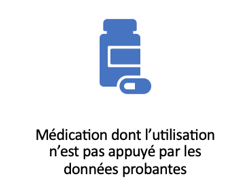 Médication dont l'utilisation
n'est pas appuyé par les
données probantes